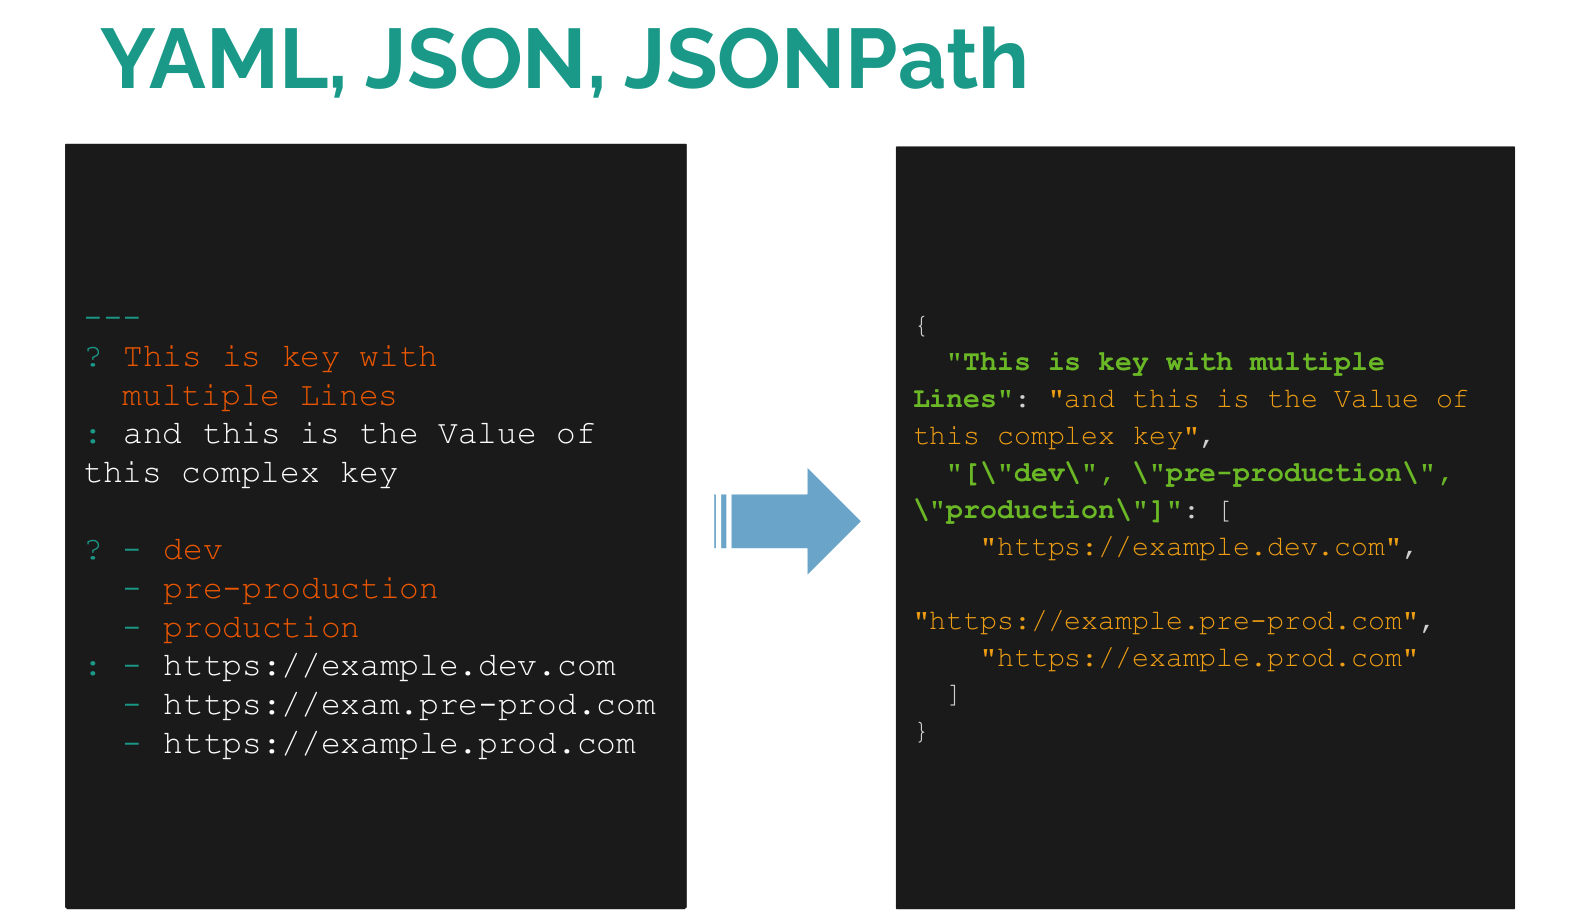 YAML, JSON, JSONPath
---
? This is key with
  multiple Lines
: and this is the Value of
this complex key
? - dev
  - pre-production
  - production
: - https://example.dev.com
  - https://exam.pre-prod.com
  - https://example.prod.com
{
  "This is key with multiple
Lines": "and this is the Value of
this complex key",
  "[\"dev\", \"pre-production\",
\"production\"]": [
    "https://example.dev.com",
"https://example.pre-prod.com",
    "https://example.prod.com"
  ]
}